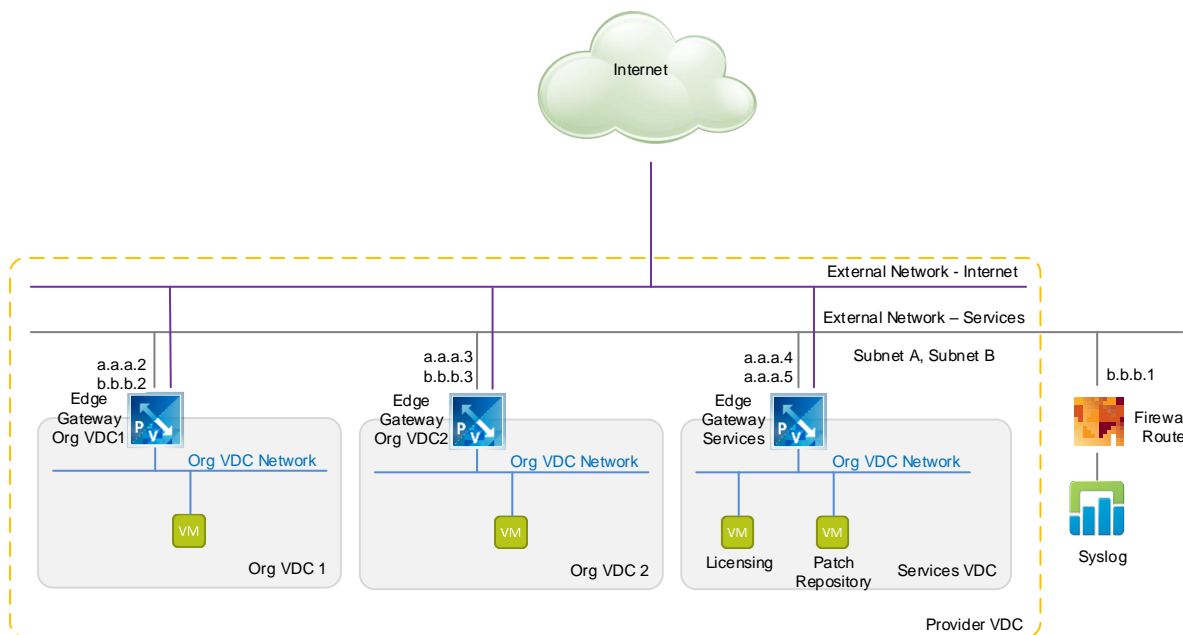 Internet
External Network - Internet
External Network – Services
Subnet A, Subnet B
a.a.a.2
b.b.b.2
a.a.a.3
b.b.b.3
a.a.a.4
a.a.a.5
b.b.b.1
Edge
Gateway
Org VDC1
P
V
Edge
Gateway
Org VDC2
P
V
Edge
Gateway
Services
P
V
Firewa
Route
Org VDC Network
Org VDC Network
Org VDC Network
VM
VM
VM
VM
Licensing
Patch
Repository
Syslog
Org VDC 1
Org VDC 2
Services VDC
Provider VDC